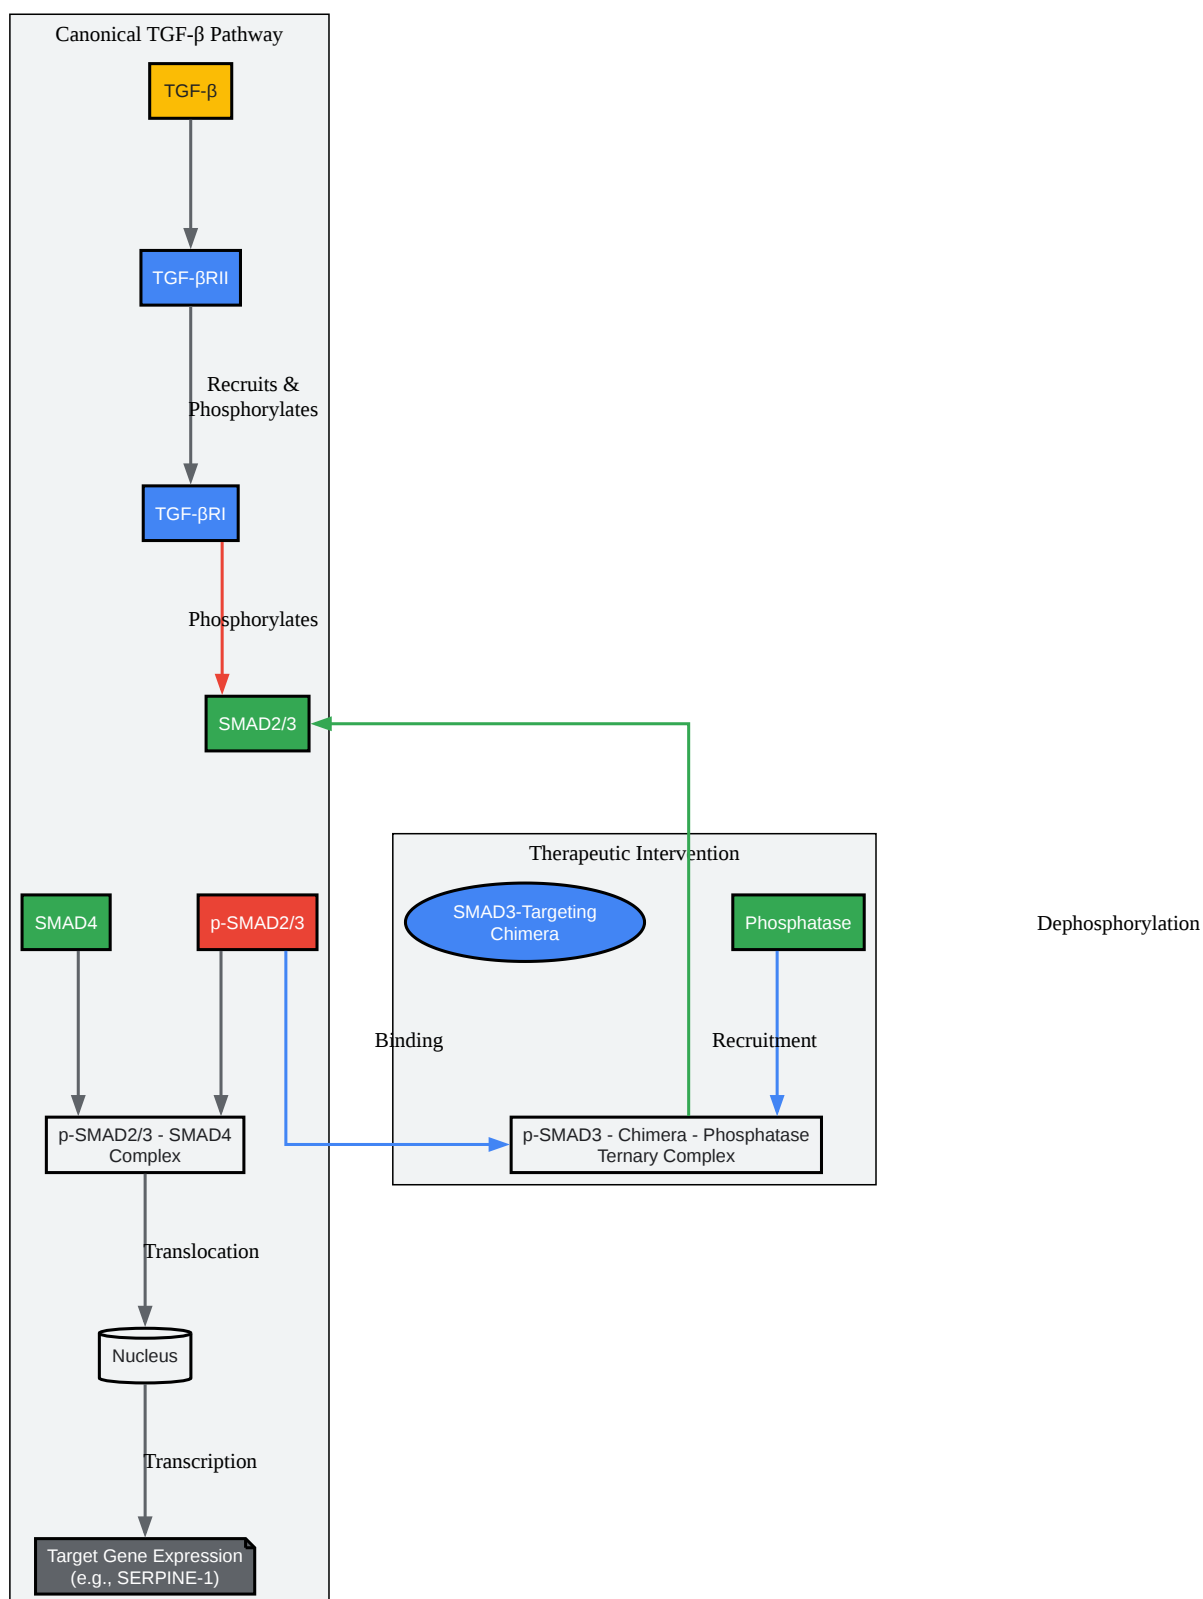 Canonical TGF-β Pathway
TGF-β
TGF-βRII
Recruits &
Phosphorylates
TGF-βRI
Phosphorylates
SMAD2/3
Therapeutic Intervention
SMAD4
p-SMAD2/3
SMAD3-Targeting
Chimera
Phosphatase
Dephosphorylation
Binding
Recruitment
p-SMAD2/3 - SMAD4
Complex
p-SMAD3 - Chimera - Phosphatase
Ternary Complex
Translocation
Nucleus
Transcription
Target Gene Expression
(e.g., SERPINE-1)